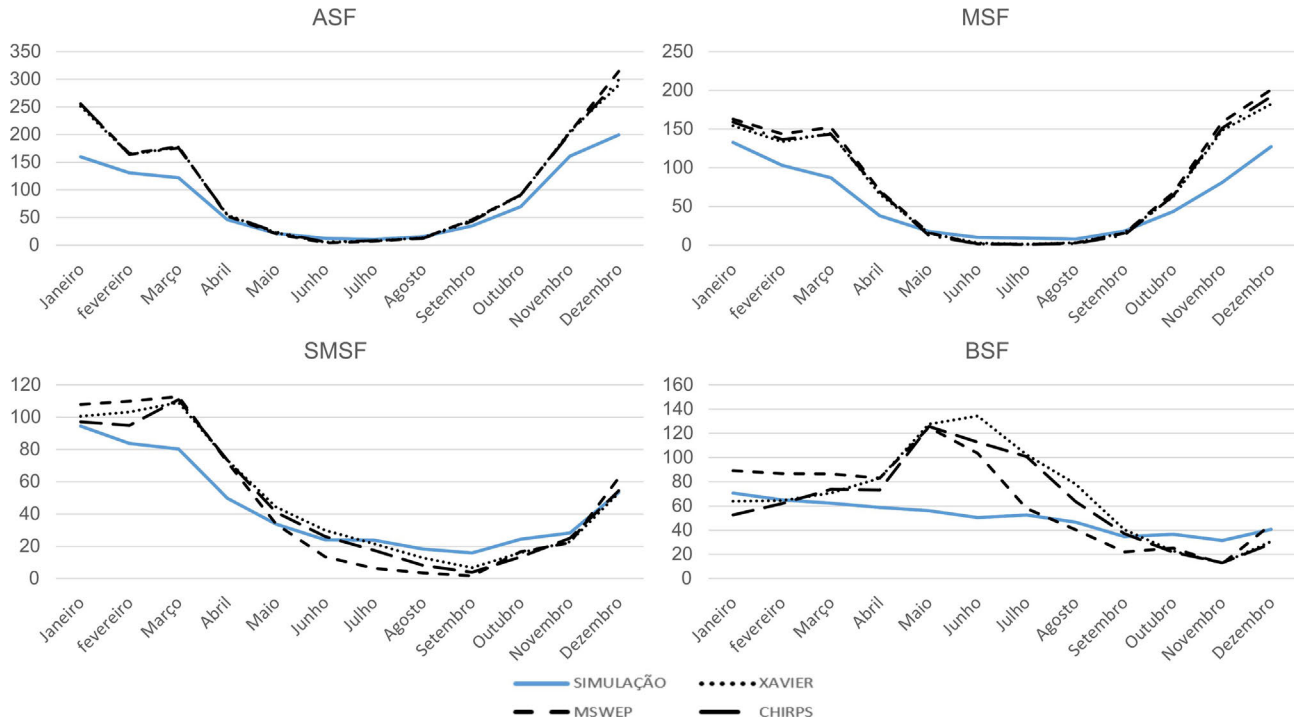 ASF
350
300
250
200
150
100
50
0
Janeiro
fevereiro
Março
Abril
Maio
Junho
Julho
Agosto
Setembro
Outubro
Novembro
Dezembro
MSF
250
200
150
100
50
0
Janeiro
fevereiro
Março
Abril
Maio
Junho
Julho
Agosto
Setembro
Outubro
Novembro
Dezembro
SMSF
120
100
80
60
40
20
0
Janeiro
fevereiro
Março
Abril
Maio
Junho
Julho
Agosto
Setembro
Outubro
Novembro
Dezembro
BSF
160
140
120
100
80
60
40
20
0
Janeiro
fevereiro
Março
Abril
Maio
Junho
Julho
Agosto
Setembro
Outubro
Novembro
Dezembro
SIMULAÇÃO
XAVIER
MSWEP
CHIRPS